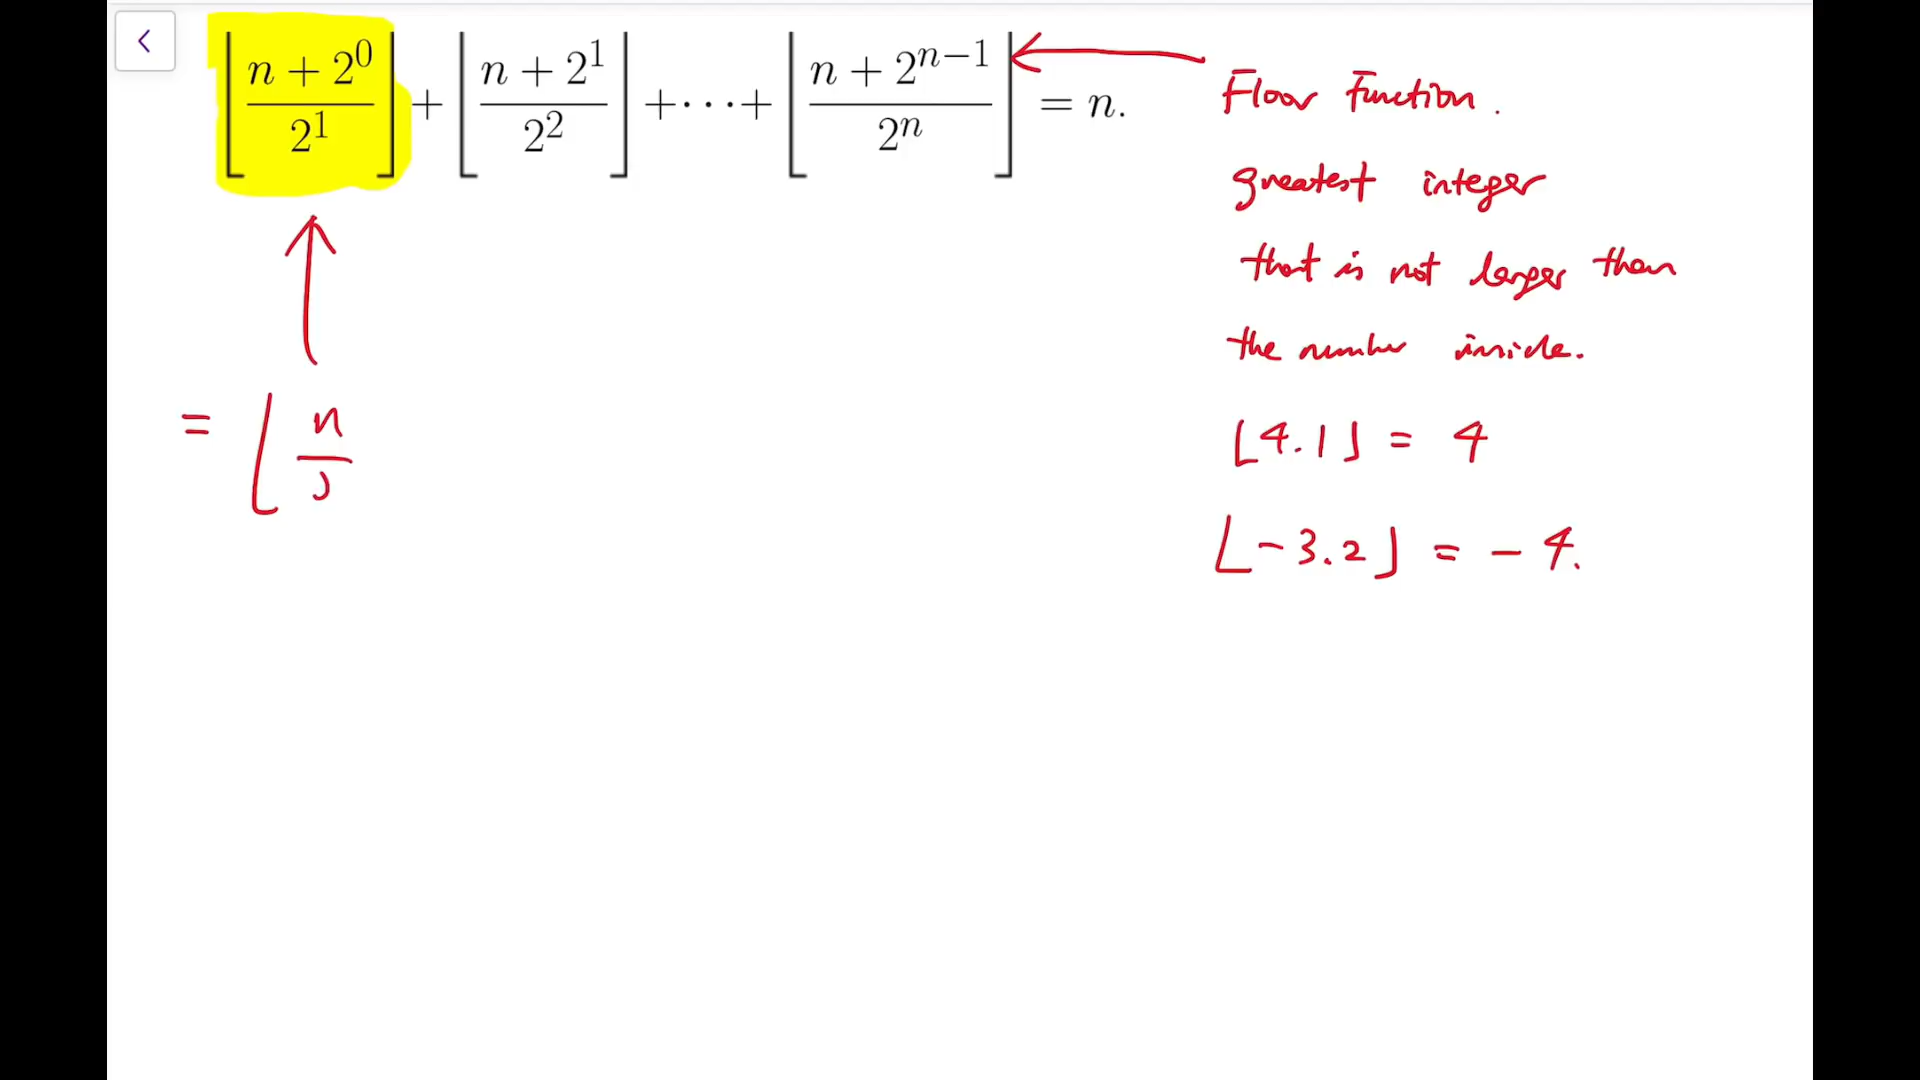 ⌊(n + 2^0)/2^1⌋ + ⌊(n + 2^1)/2^2⌋ + ··· + ⌊(n + 2^{n−1})/2^n⌋ = n.
Floor Function.
greatest integer
that is not larger than
the number inside.
= ⌊ n/
⌊4.1⌋ = 4
⌊-3.2⌋ = -4.